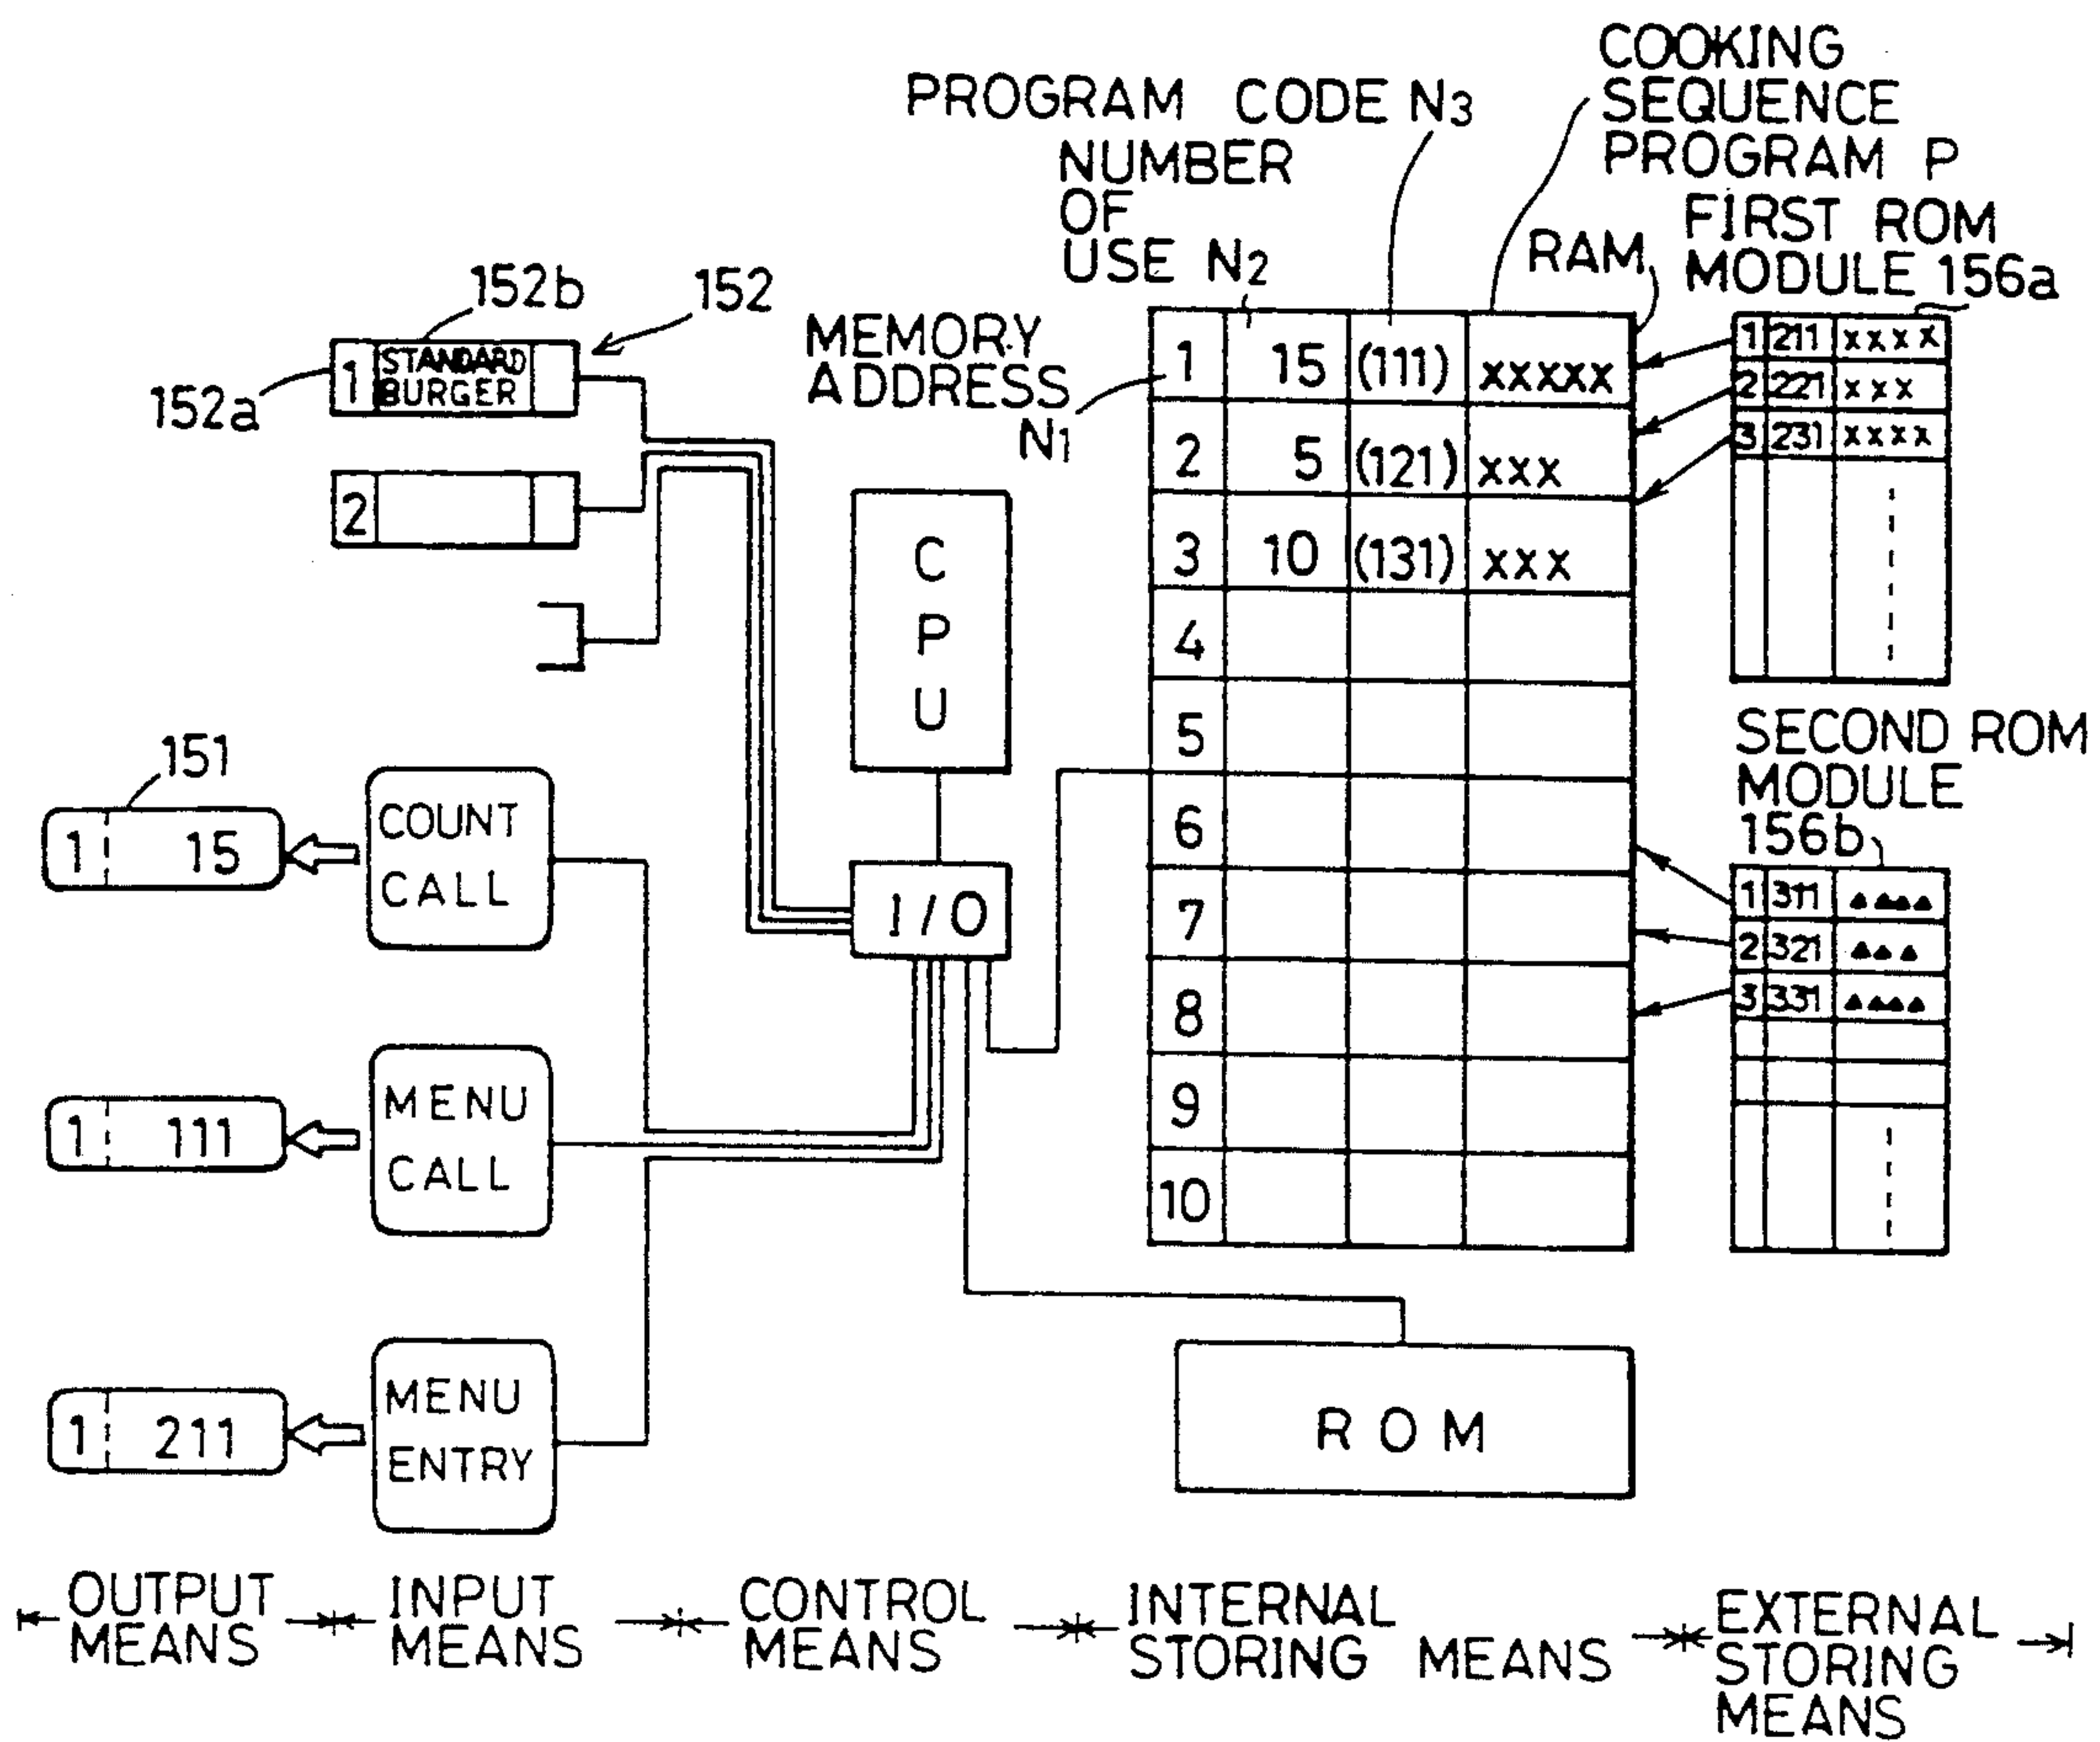 COOKING
SEQUENCE
PROGRAM P
PROGRAM CODE N3
NUMBER
OF
USE N2
RAM
FIRST ROM
MODULE 156a
152b
152
152a
1 STANDARD
BURGER
2
MEMORY
ADDRESS
N1
1 15 (111) xxxxx
2 5 (121) xxx
3 10 (131) xxx
4
5
6
7
8
9
10
1 211 xxxx
2 221 xxx
3 231 xxxx
SECOND ROM
MODULE
156b
1 311 ▲▲▲▲
2 321 ▲▲▲
3 331 ▲▲▲▲
C
P
U
I/O
151
1 15
COUNT
CALL
1 111
MENU
CALL
1 211
MENU
ENTRY
ROM
OUTPUT
MEANS
INPUT
MEANS
CONTROL
MEANS
INTERNAL
STORING MEANS
EXTERNAL
STORING
MEANS